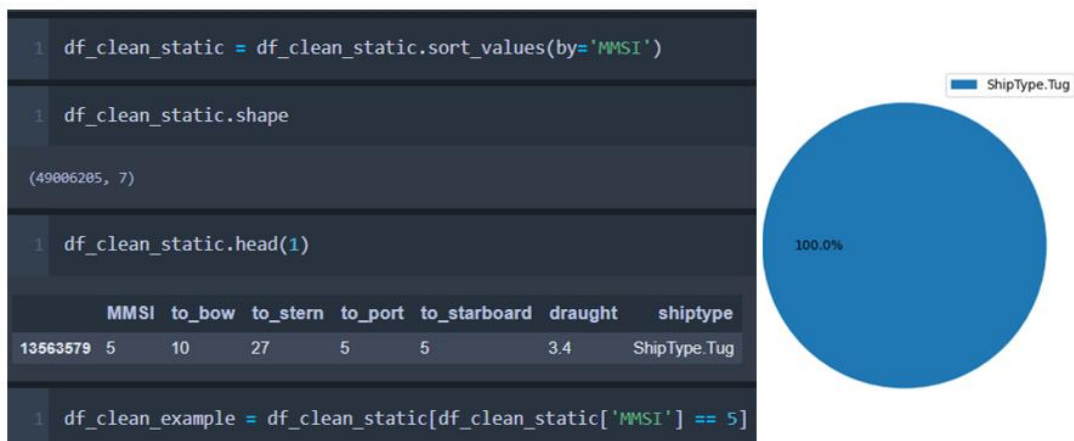 1 df_clean_static = df_clean_static.sort_values(by='MMSI')
1 df_clean_static.shape
(49006205, 7)
1 df_clean_static.head(1)
MMSI to_bow to_stern to_port to_starboard draught shiptype
13563579 5 10 27 5 5 3.4 ShipType.Tug
1 df_clean_example = df_clean_static[df_clean_static['MMSI'] == 5]
ShipType.Tug
100.0%